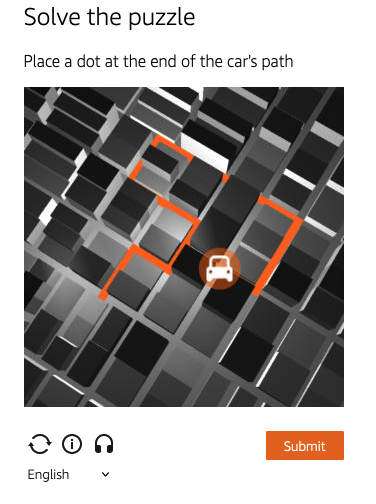 Solve the puzzle
Place a dot at the end of the car's path
Submit
English